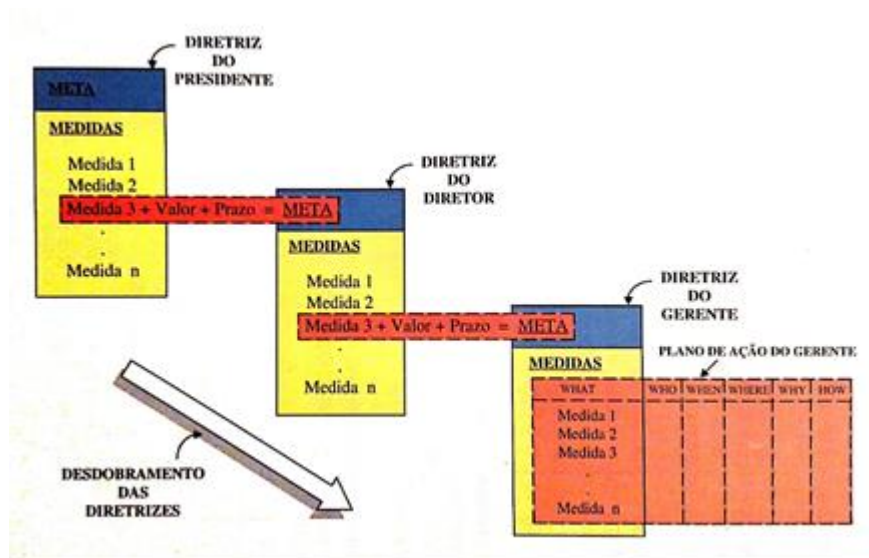 DIRETRIZ
DO
PRESIDENTE
META
MEDIDAS
Medida 1
Medida 2
Medida 3 + Valor + Prazo = META
.
.
Medida n
DIRETRIZ
DO
DIRETOR
MEDIDAS
Medida 1
Medida 2
Medida 3 + Valor + Prazo = META
.
.
Medida n
DIRETRIZ
DO
GERENTE
PLANO DE AÇÃO DO GERENTE
MEDIDAS
WHAT WHO WHEN WHERE WHY HOW
Medida 1
Medida 2
Medida 3
.
.
Medida n
DESDOBRAMENTO
DAS
DIRETRIZES